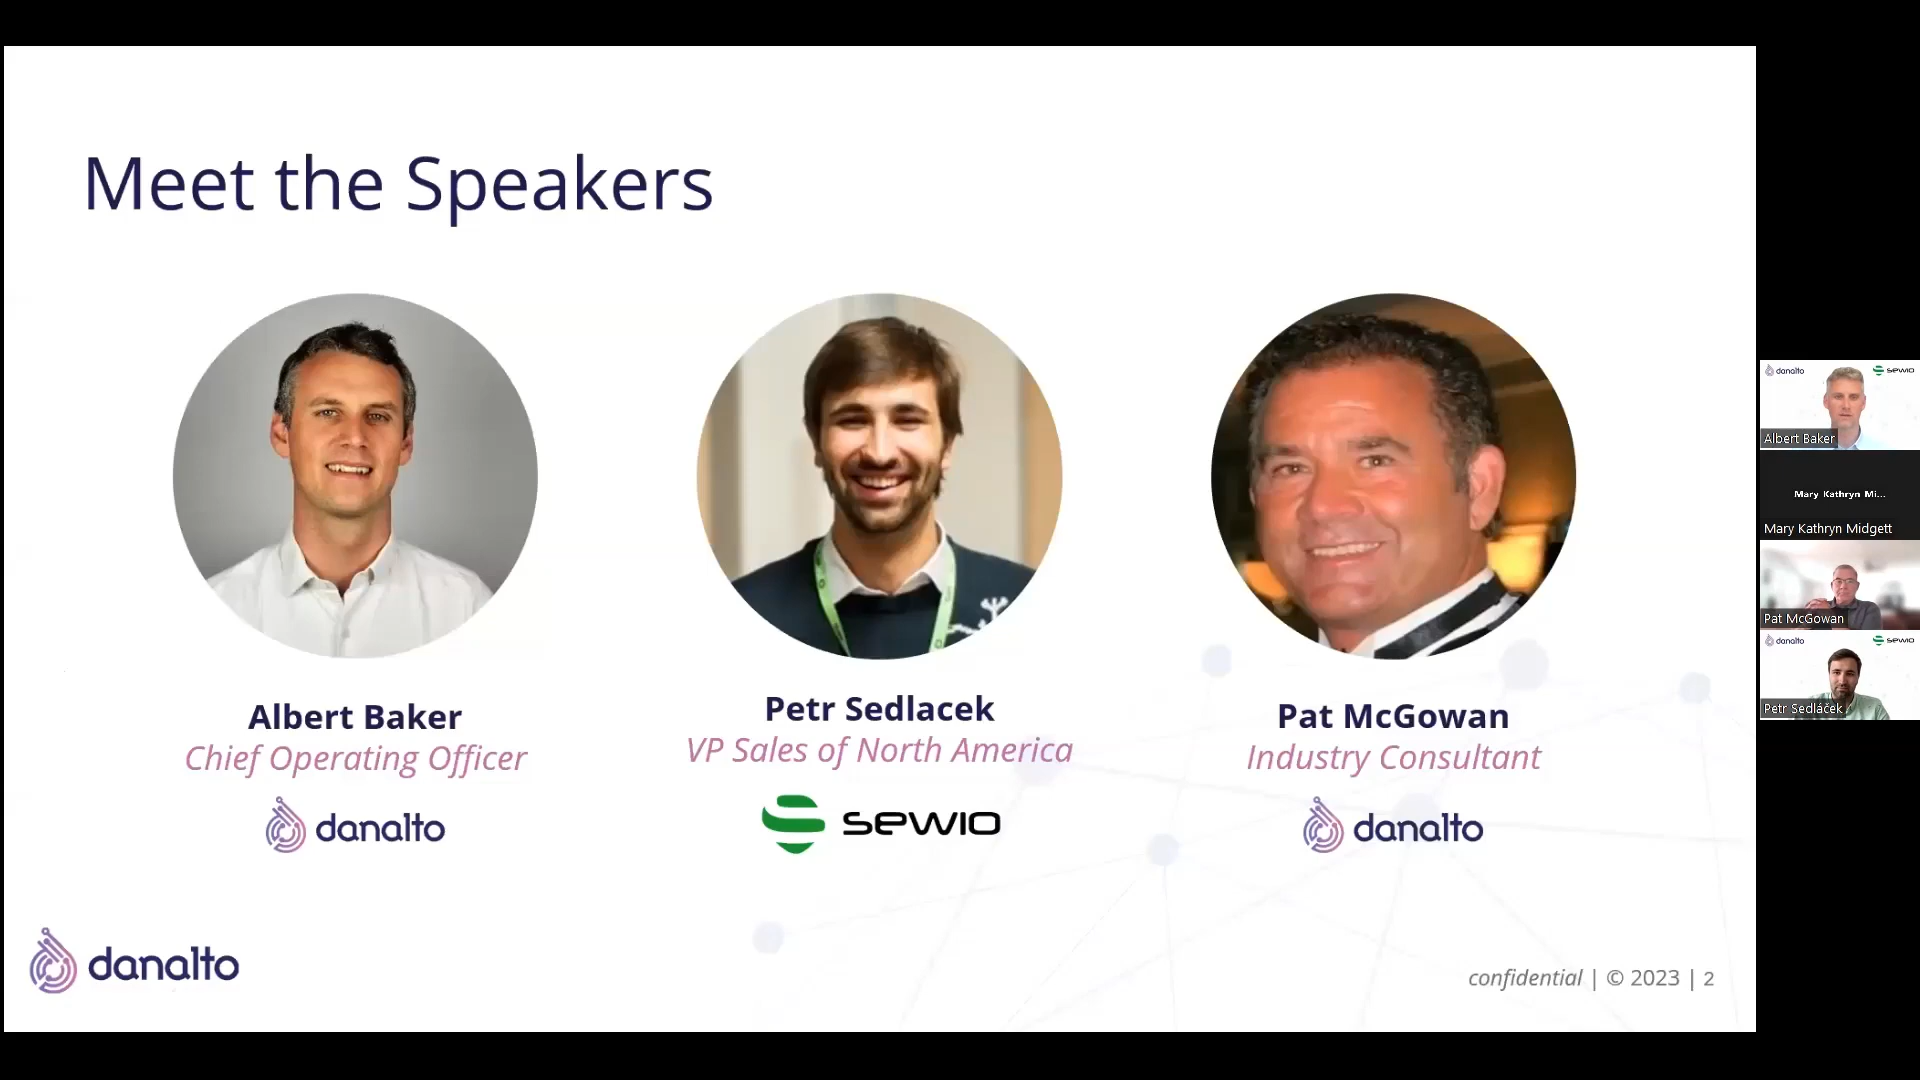 Meet the Speakers
Albert Baker
Chief Operating Officer
danalto
Petr Sedlacek
VP Sales of North America
sewio
Pat McGowan
Industry Consultant
danalto
danalto
confidential | © 2023 | 2
danalto
sewio
Albert Baker
Mary Kathryn Mi...
Mary Kathryn Midgett
Pat McGowan
danalto
sewio
Petr Sedláček